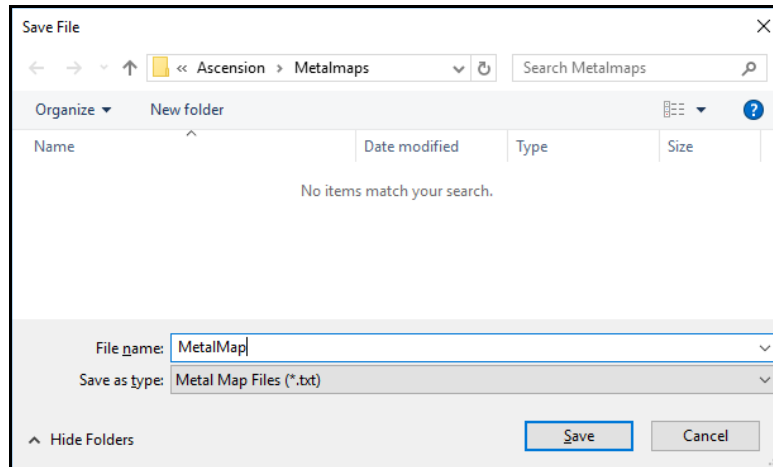 Save File
« Ascension > Metalmaps
Search Metalmaps
Organize
New folder
?
Name
Date modified
Type
Size
No items match your search.
File name: MetalMap
Save as type: Metal Map Files (*.txt)
Hide Folders
Save
Cancel